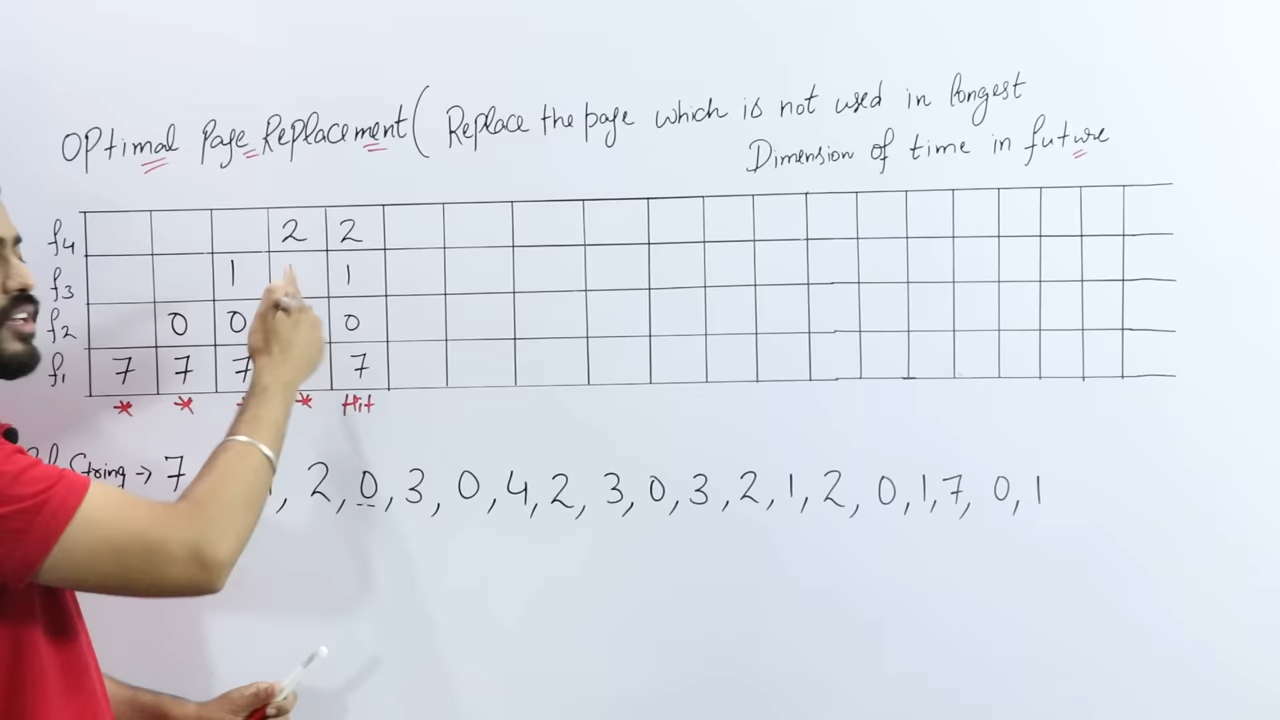 OPtimal Page Replacement ( Replace the page which is not used in longest
Dimension of time in future
f4 2 2
f3 1 1
f2 0 0 0
f1 7 7 7 7
* * * Hit
String → 7 , 2, 0, 3, 0, 4, 2, 3, 0, 3, 2, 1, 2, 0, 1, 7, 0, 1